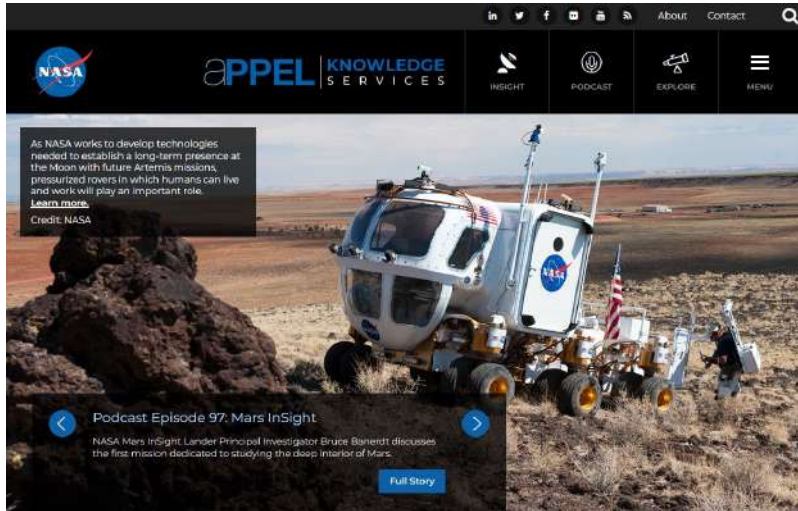 About Contact
NASA
aPPEL KNOWLEDGE
SERVICES
INSIGHT PODCAST EXPLORE MENU
As NASA works to develop technologies
needed to establish a long-term presence at
the Moon with future Artemis missions,
pressurized rovers in which humans can live
and work will play an important role.
Learn more.
Credit: NASA
NASA
Podcast Episode 97: Mars InSight
NASA Mars InSight Lander Principal Investigator Bruce Banerdt discusses
the first mission dedicated to studying the deep interior of Mars.
Full Story